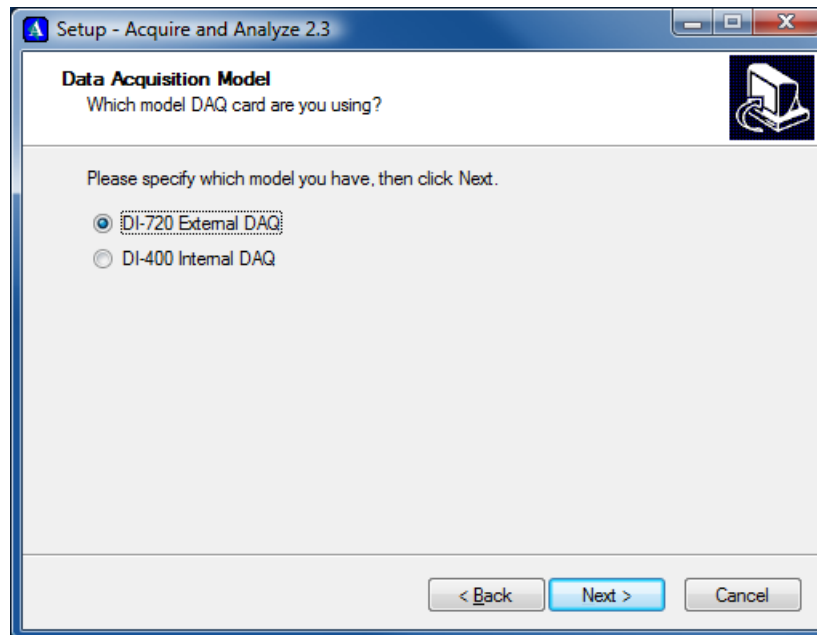 Setup - Acquire and Analyze 2.3
Data Acquisition Model
Which model DAQ card are you using?
Please specify which model you have, then click Next.
DI-720 External DAQ
DI-400 Internal DAQ
< Back
Next >
Cancel